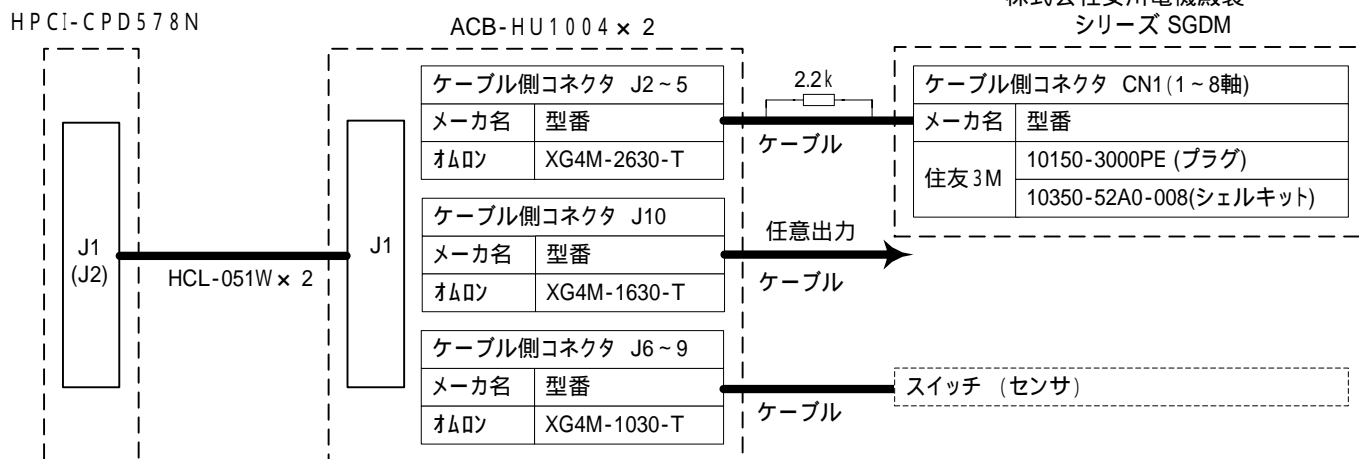 HPCI-CPD578N
ACB-HU1004×2
株式会社安川電機殿製
シリーズ SGDM
J1
(J2)
HCL-051W×2
J1
ケーブル側コネクタ J2~5
メーカ名 型番
オムロン XG4M-2630-T
2.2k
ケーブル
ケーブル側コネクタ CN1(1~8軸)
メーカ名 型番
住友3M
10150-3000PE (プラグ)
10350-52A0-008(シェルキット)
ケーブル側コネクタ J10
メーカ名 型番
オムロン XG4M-1630-T
任意出力
ケーブル
ケーブル側コネクタ J6~9
メーカ名 型番
オムロン XG4M-1030-T
ケーブル
スイッチ (センサ)